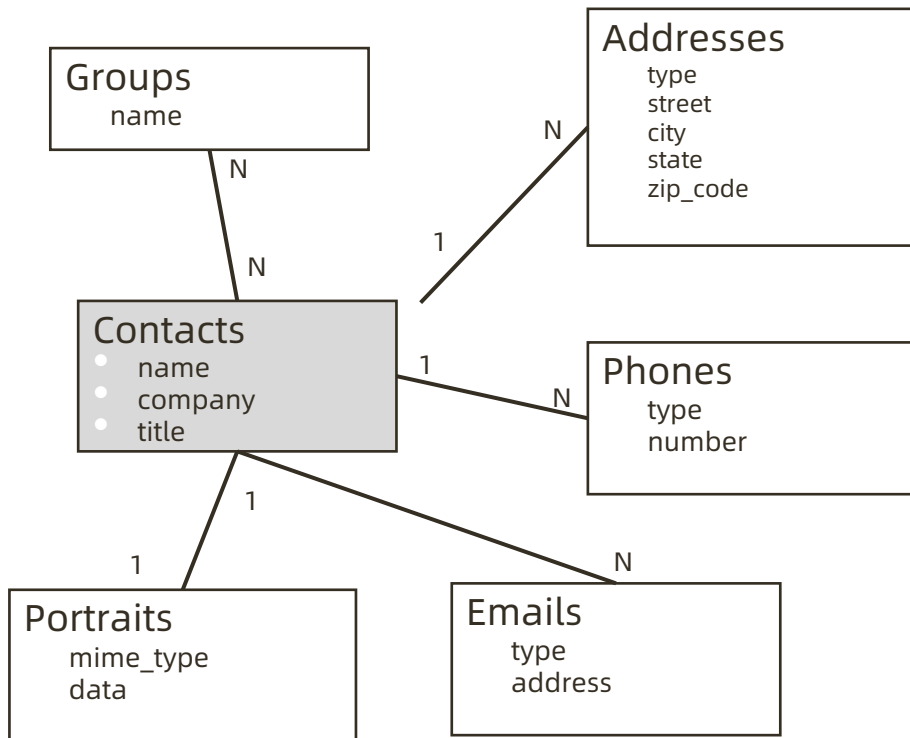 Groups
name
N
N
Addresses
type
street
city
state
zip_code
N
1
Contacts
name
company
title
1
N
Phones
type
number
1
1
N
Portraits
mime_type
data
Emails
type
address